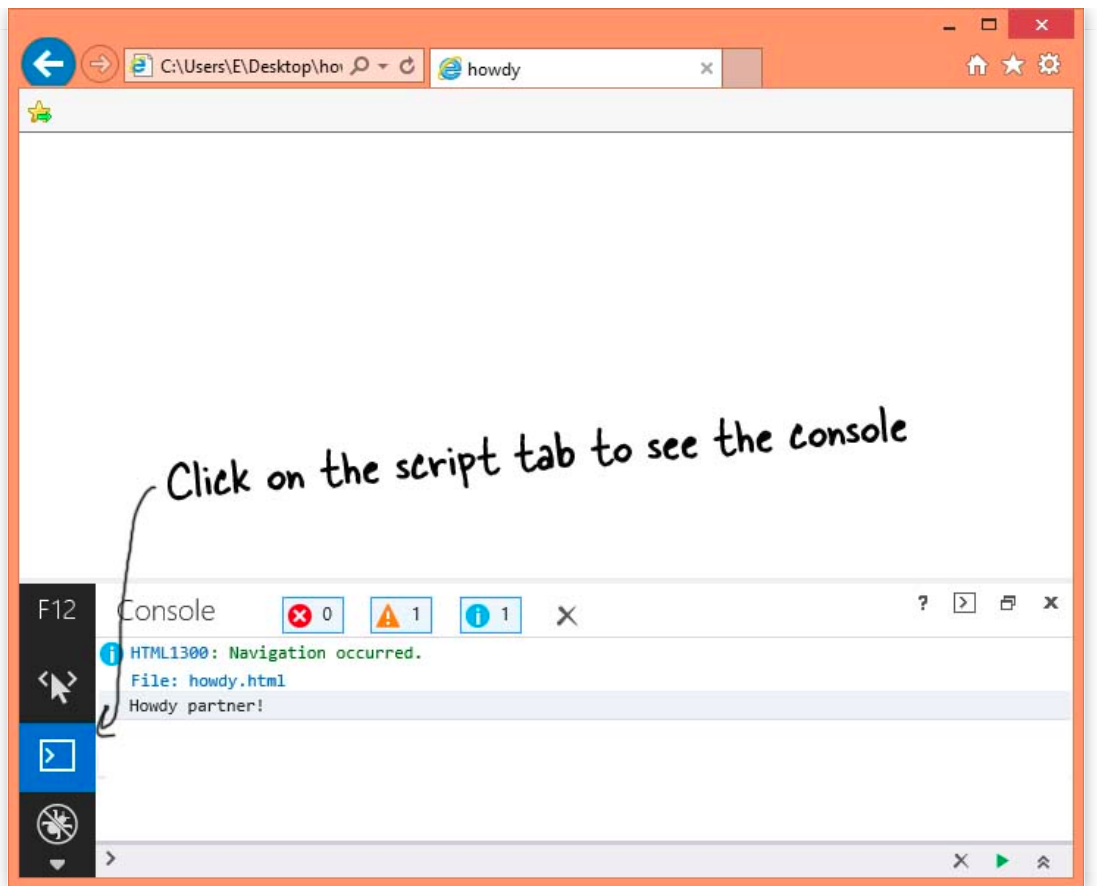 C:\Users\E\Desktop\ho
howdy
Click on the script tab to see the console
F12
Console
0
1
1
?
HTML1300: Navigation occurred.
File: howdy.html
Howdy partner!